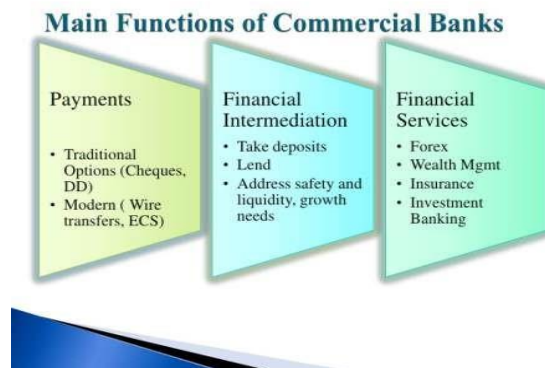 Main Functions of Commercial Banks
Payments
• Traditional
Options (Cheques,
DD)
• Modern ( Wire
transfers, ECS)
Financial
Intermediation
• Take deposits
• Lend
• Address safety and
liquidity, growth
needs
Financial
Services
• Forex
• Wealth Mgmt
• Insurance
• Investment
Banking